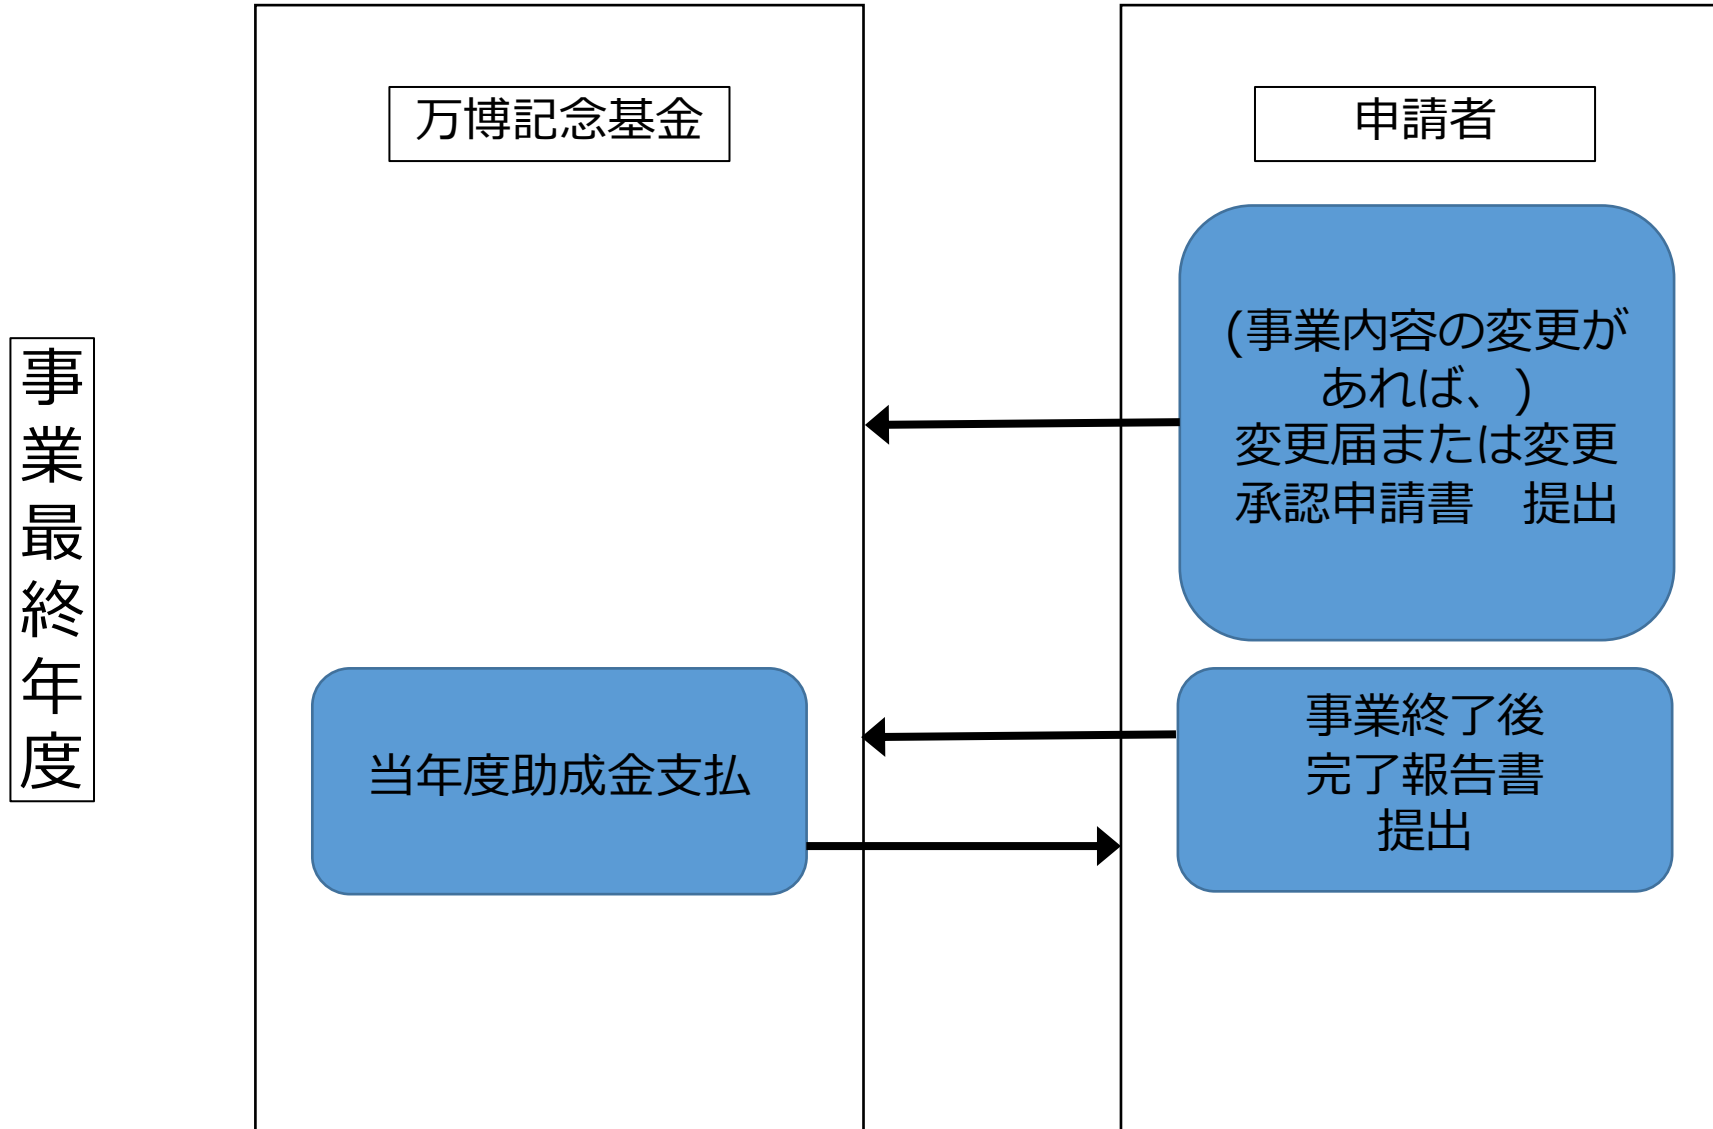 万博記念基金
申請者
事業最終年度
(事業内容の変更が
あれば、)
変更届または変更
承認申請書　提出
当年度助成金支払
事業終了後
完了報告書
提出